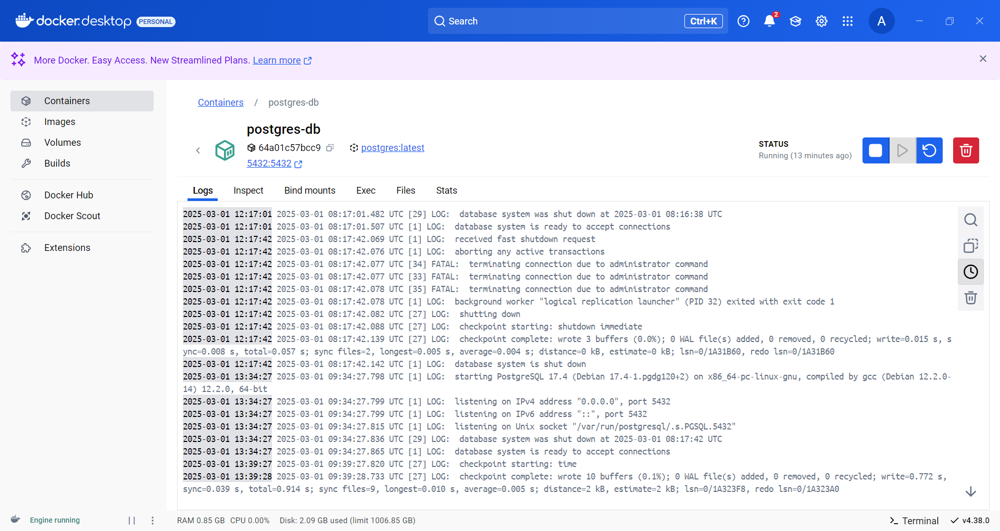 docker.desktop PERSONAL
Search
Ctrl+K
2
A
More Docker. Easy Access. New Streamlined Plans. Learn more
Containers
Images
Volumes
Builds
Docker Hub
Docker Scout
Extensions
Containers / postgres-db
postgres-db
64a01c57bcc9 postgres:latest
5432:5432
STATUS
Running (13 minutes ago)
Logs Inspect Bind mounts Exec Files Stats
2025-03-01 12:17:01 2025-03-01 08:17:01.482 UTC [29] LOG:  database system was shut down at 2025-03-01 08:16:38 UTC
2025-03-01 12:17:01 2025-03-01 08:17:01.507 UTC [1] LOG:  database system is ready to accept connections
2025-03-01 12:17:42 2025-03-01 08:17:42.069 UTC [1] LOG:  received fast shutdown request
2025-03-01 12:17:42 2025-03-01 08:17:42.076 UTC [1] LOG:  aborting any active transactions
2025-03-01 12:17:42 2025-03-01 08:17:42.077 UTC [34] FATAL:  terminating connection due to administrator command
2025-03-01 12:17:42 2025-03-01 08:17:42.077 UTC [33] FATAL:  terminating connection due to administrator command
2025-03-01 12:17:42 2025-03-01 08:17:42.078 UTC [35] FATAL:  terminating connection due to administrator command
2025-03-01 12:17:42 2025-03-01 08:17:42.078 UTC [1] LOG:  background worker "logical replication launcher" (PID 32) exited with exit code 1
2025-03-01 12:17:42 2025-03-01 08:17:42.082 UTC [27] LOG:  shutting down
2025-03-01 12:17:42 2025-03-01 08:17:42.088 UTC [27] LOG:  checkpoint starting: shutdown immediate
2025-03-01 12:17:42 2025-03-01 08:17:42.139 UTC [27] LOG:  checkpoint complete: wrote 3 buffers (0.0%); 0 WAL file(s) added, 0 removed, 0 recycled; write=0.015 s, s
ync=0.008 s, total=0.057 s; sync files=2, longest=0.005 s, average=0.004 s; distance=0 kB, estimate=0 kB; lsn=0/1A31B60, redo lsn=0/1A31B60
2025-03-01 12:17:42 2025-03-01 08:17:42.142 UTC [1] LOG:  database system is shut down
2025-03-01 13:34:27 2025-03-01 09:34:27.798 UTC [1] LOG:  starting PostgreSQL 17.4 (Debian 17.4-1.pgdg120+2) on x86_64-pc-linux-gnu, compiled by gcc (Debian 12.2.0-
14) 12.2.0, 64-bit
2025-03-01 13:34:27 2025-03-01 09:34:27.799 UTC [1] LOG:  listening on IPv4 address "0.0.0.0", port 5432
2025-03-01 13:34:27 2025-03-01 09:34:27.799 UTC [1] LOG:  listening on IPv6 address "::", port 5432
2025-03-01 13:34:27 2025-03-01 09:34:27.815 UTC [1] LOG:  listening on Unix socket "/var/run/postgresql/.s.PGSQL.5432"
2025-03-01 13:34:27 2025-03-01 09:34:27.836 UTC [29] LOG:  database system was shut down at 2025-03-01 08:17:42 UTC
2025-03-01 13:34:27 2025-03-01 09:34:27.865 UTC [1] LOG:  database system is ready to accept connections
2025-03-01 13:39:27 2025-03-01 09:39:27.820 UTC [27] LOG:  checkpoint starting: time
2025-03-01 13:39:28 2025-03-01 09:39:28.733 UTC [27] LOG:  checkpoint complete: wrote 10 buffers (0.1%); 0 WAL file(s) added, 0 removed, 0 recycled; write=0.772 s,
sync=0.039 s, total=0.914 s; sync files=9, longest=0.010 s, average=0.005 s; distance=2 kB, estimate=2 kB; lsn=0/1A323F8, redo lsn=0/1A323A0
Engine running
RAM 0.85 GB CPU 0.00% Disk: 2.09 GB used (limit 1006.85 GB)
Terminal
v4.38.0